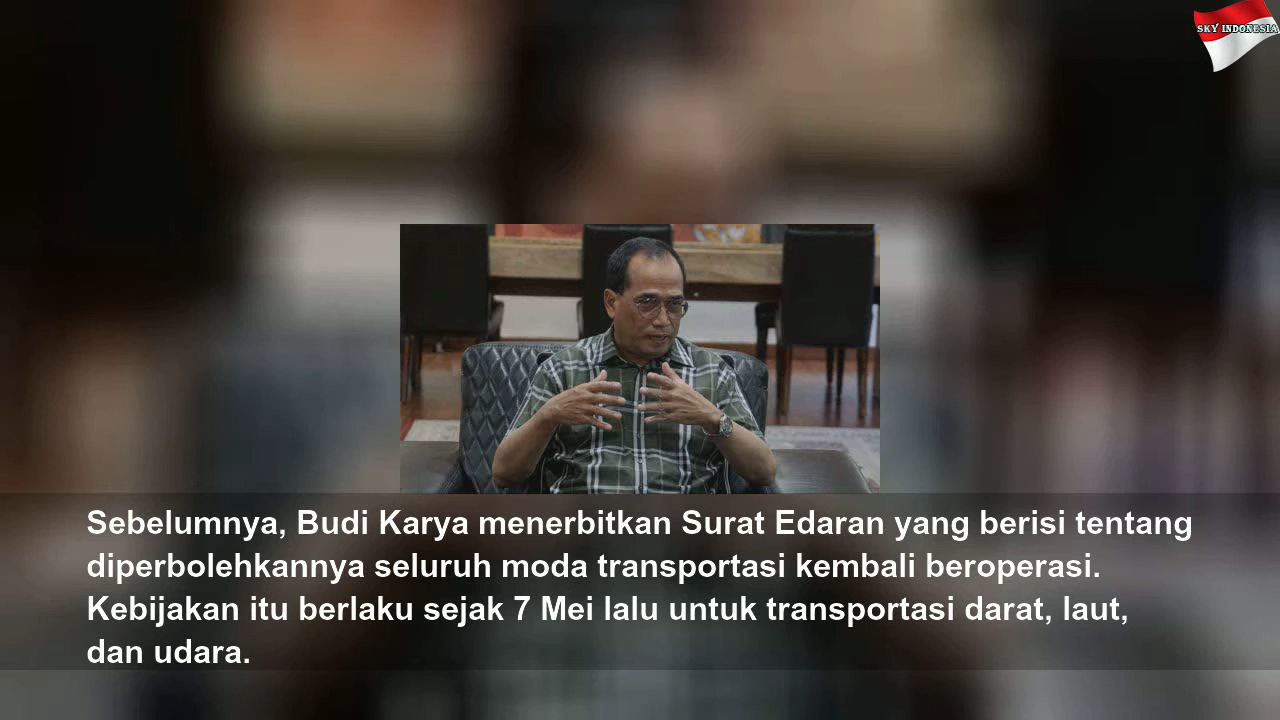 SKY INDONESIA
Sebelumnya, Budi Karya menerbitkan Surat Edaran yang berisi tentang
diperbolehkannya seluruh moda transportasi kembali beroperasi.
Kebijakan itu berlaku sejak 7 Mei lalu untuk transportasi darat, laut,
dan udara.